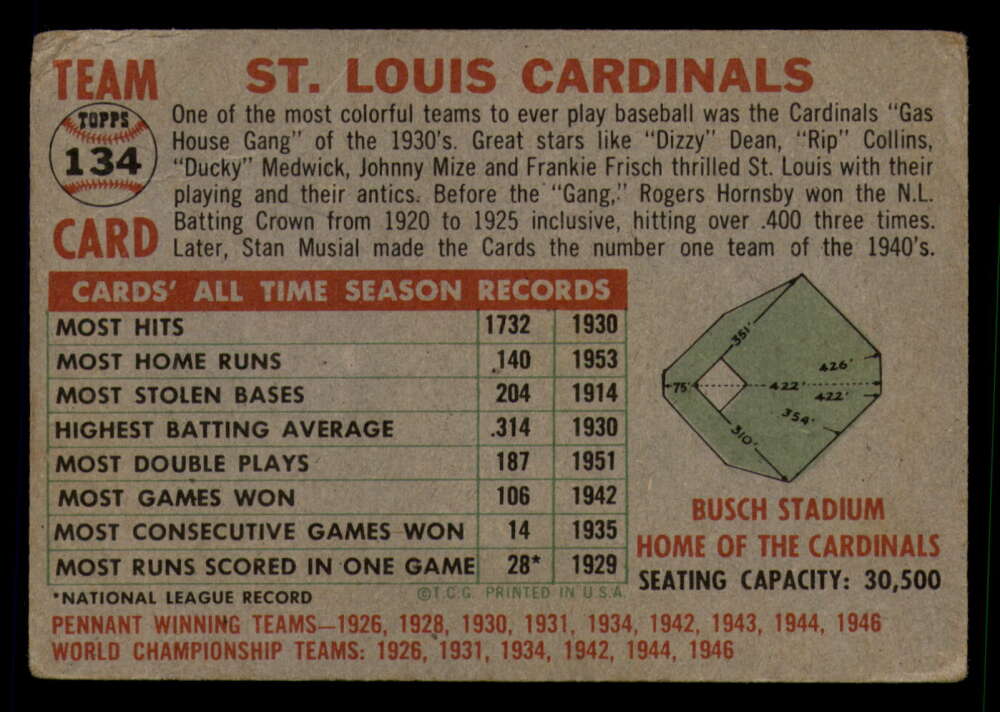 TEAM
TOPPS
134
CARD
ST. LOUIS CARDINALS
One of the most colorful teams to ever play baseball was the Cardinals "Gas
House Gang" of the 1930's. Great stars like "Dizzy" Dean, "Rip" Collins,
"Ducky" Medwick, Johnny Mize and Frankie Frisch thrilled St. Louis with their
playing and their antics. Before the "Gang," Rogers Hornsby won the N.L.
Batting Crown from 1920 to 1925 inclusive, hitting over .400 three times.
Later, Stan Musial made the Cards the number one team of the 1940's.
CARDS' ALL TIME SEASON RECORDS
MOST HITS 1732 1930
MOST HOME RUNS 140 1953
MOST STOLEN BASES 204 1914
HIGHEST BATTING AVERAGE .314 1930
MOST DOUBLE PLAYS 187 1951
MOST GAMES WON 106 1942
MOST CONSECUTIVE GAMES WON 14 1935
MOST RUNS SCORED IN ONE GAME 28* 1929
*NATIONAL LEAGUE RECORD
©T.C.G. PRINTED IN U.S.A.
351'
426'
75'
422'
422'
354'
310'
BUSCH STADIUM
HOME OF THE CARDINALS
SEATING CAPACITY: 30,500
PENNANT WINNING TEAMS—1926, 1928, 1930, 1931, 1934, 1942, 1943, 1944, 1946
WORLD CHAMPIONSHIP TEAMS: 1926, 1931, 1934, 1942, 1944, 1946